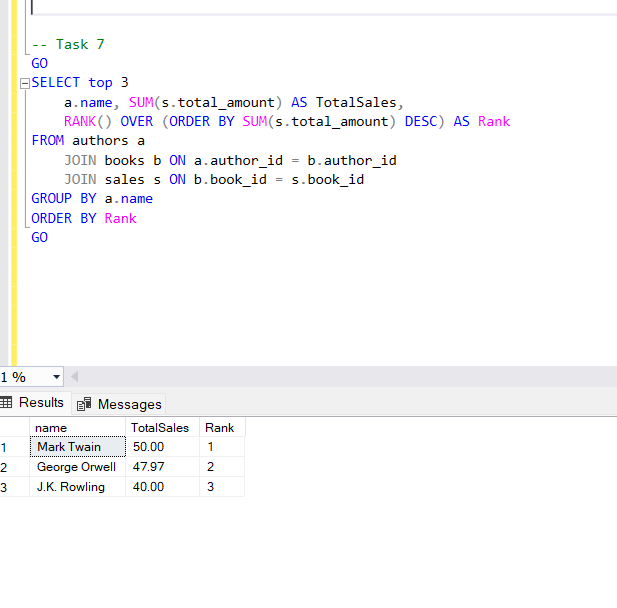 -- Task 7
GO
SELECT top 3
a.name, SUM(s.total_amount) AS TotalSales,
RANK() OVER (ORDER BY SUM(s.total_amount) DESC) AS Rank
FROM authors a
JOIN books b ON a.author_id = b.author_id
JOIN sales s ON b.book_id = s.book_id
GROUP BY a.name
ORDER BY Rank
GO
1 %
Results Messages
name TotalSales Rank
1 Mark Twain 50.00 1
2 George Orwell 47.97 2
3 J.K. Rowling 40.00 3